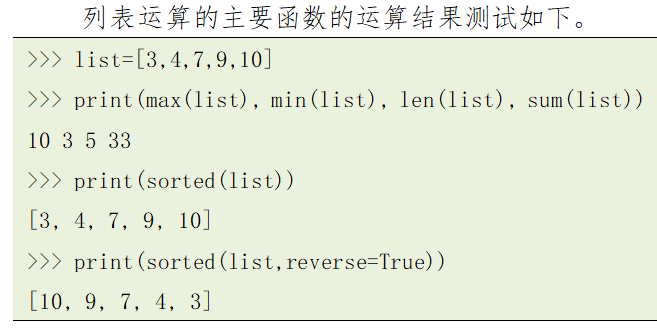 列表运算的主要函数的运算结果测试如下。
>>> list=[3,4,7,9,10]
>>> print(max(list), min(list), len(list), sum(list))
10 3 5 33
>>> print(sorted(list))
[3, 4, 7, 9, 10]
>>> print(sorted(list,reverse=True))
[10, 9, 7, 4, 3]